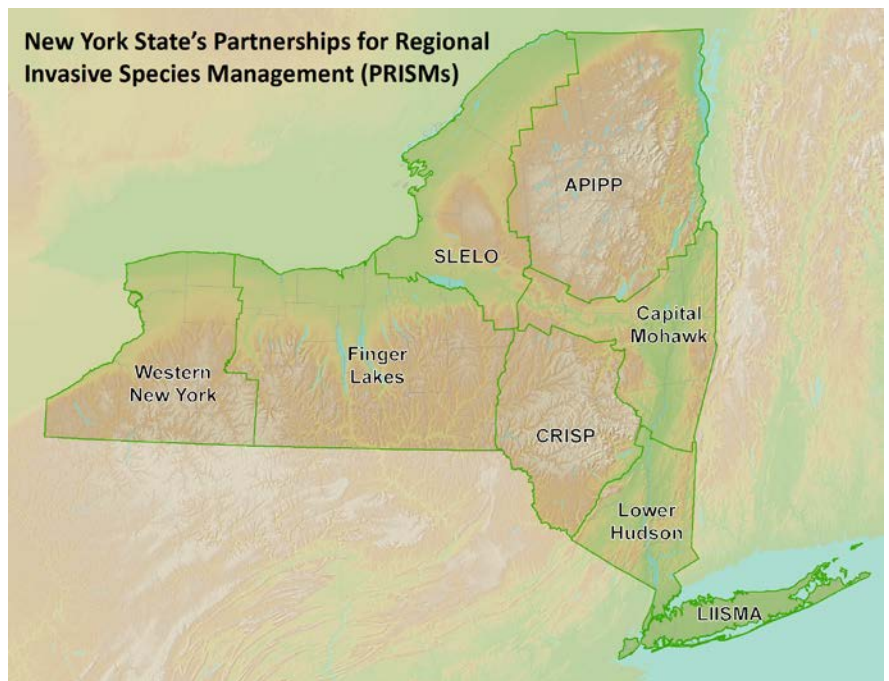 New York State's Partnerships for Regional
Invasive Species Management (PRISMs)
APIPP
SLELO
Capital
Mohawk
Finger
Lakes
Western
New York
CRISP
Lower
Hudson
LIISMA